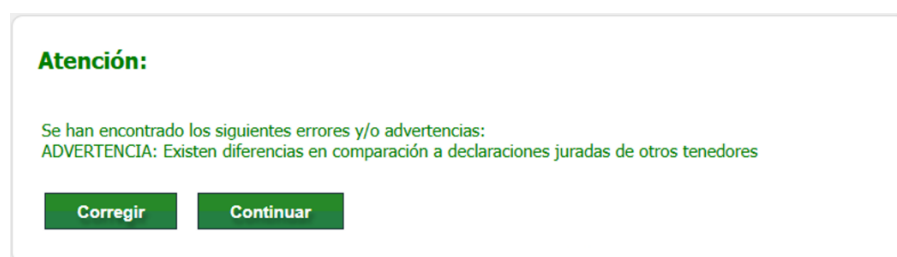 Atención:
Se han encontrado los siguientes errores y/o advertencias:
ADVERTENCIA: Existen diferencias en comparación a declaraciones juradas de otros tenedores
Corregir Continuar